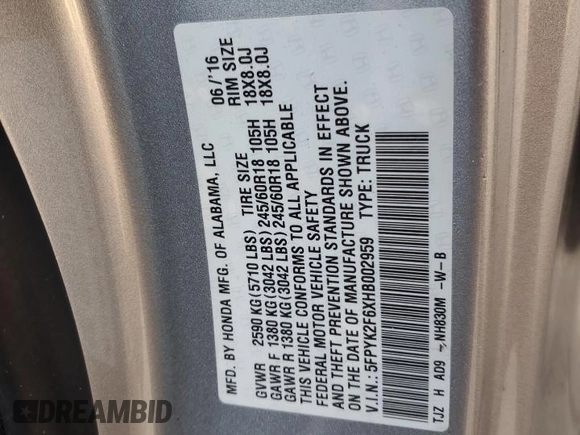 MFD. BY HONDA MFG. OF ALABAMA, LLC 06/'16
TIRE SIZE RIM SIZE
GVWR 2590 KG(5710 LBS)
GAWR F 1380 KG(3042 LBS)245/60R18 105H 18X8.0J
GAWR R 1380 KG(3042 LBS)245/60R18 105H 18X8.0J
THIS VEHICLE CONFORMS TO ALL APPLICABLE
FEDERAL MOTOR VEHICLE SAFETY
AND THEFT PREVENTION STANDARDS IN EFFECT
ON THE DATE OF MANUFACTURE SHOWN ABOVE.
V.I.N.: 5FPYK2F6XHB002959 TYPE: TRUCK
TJZ H A09 - NH830M -W-B
DREAMBID